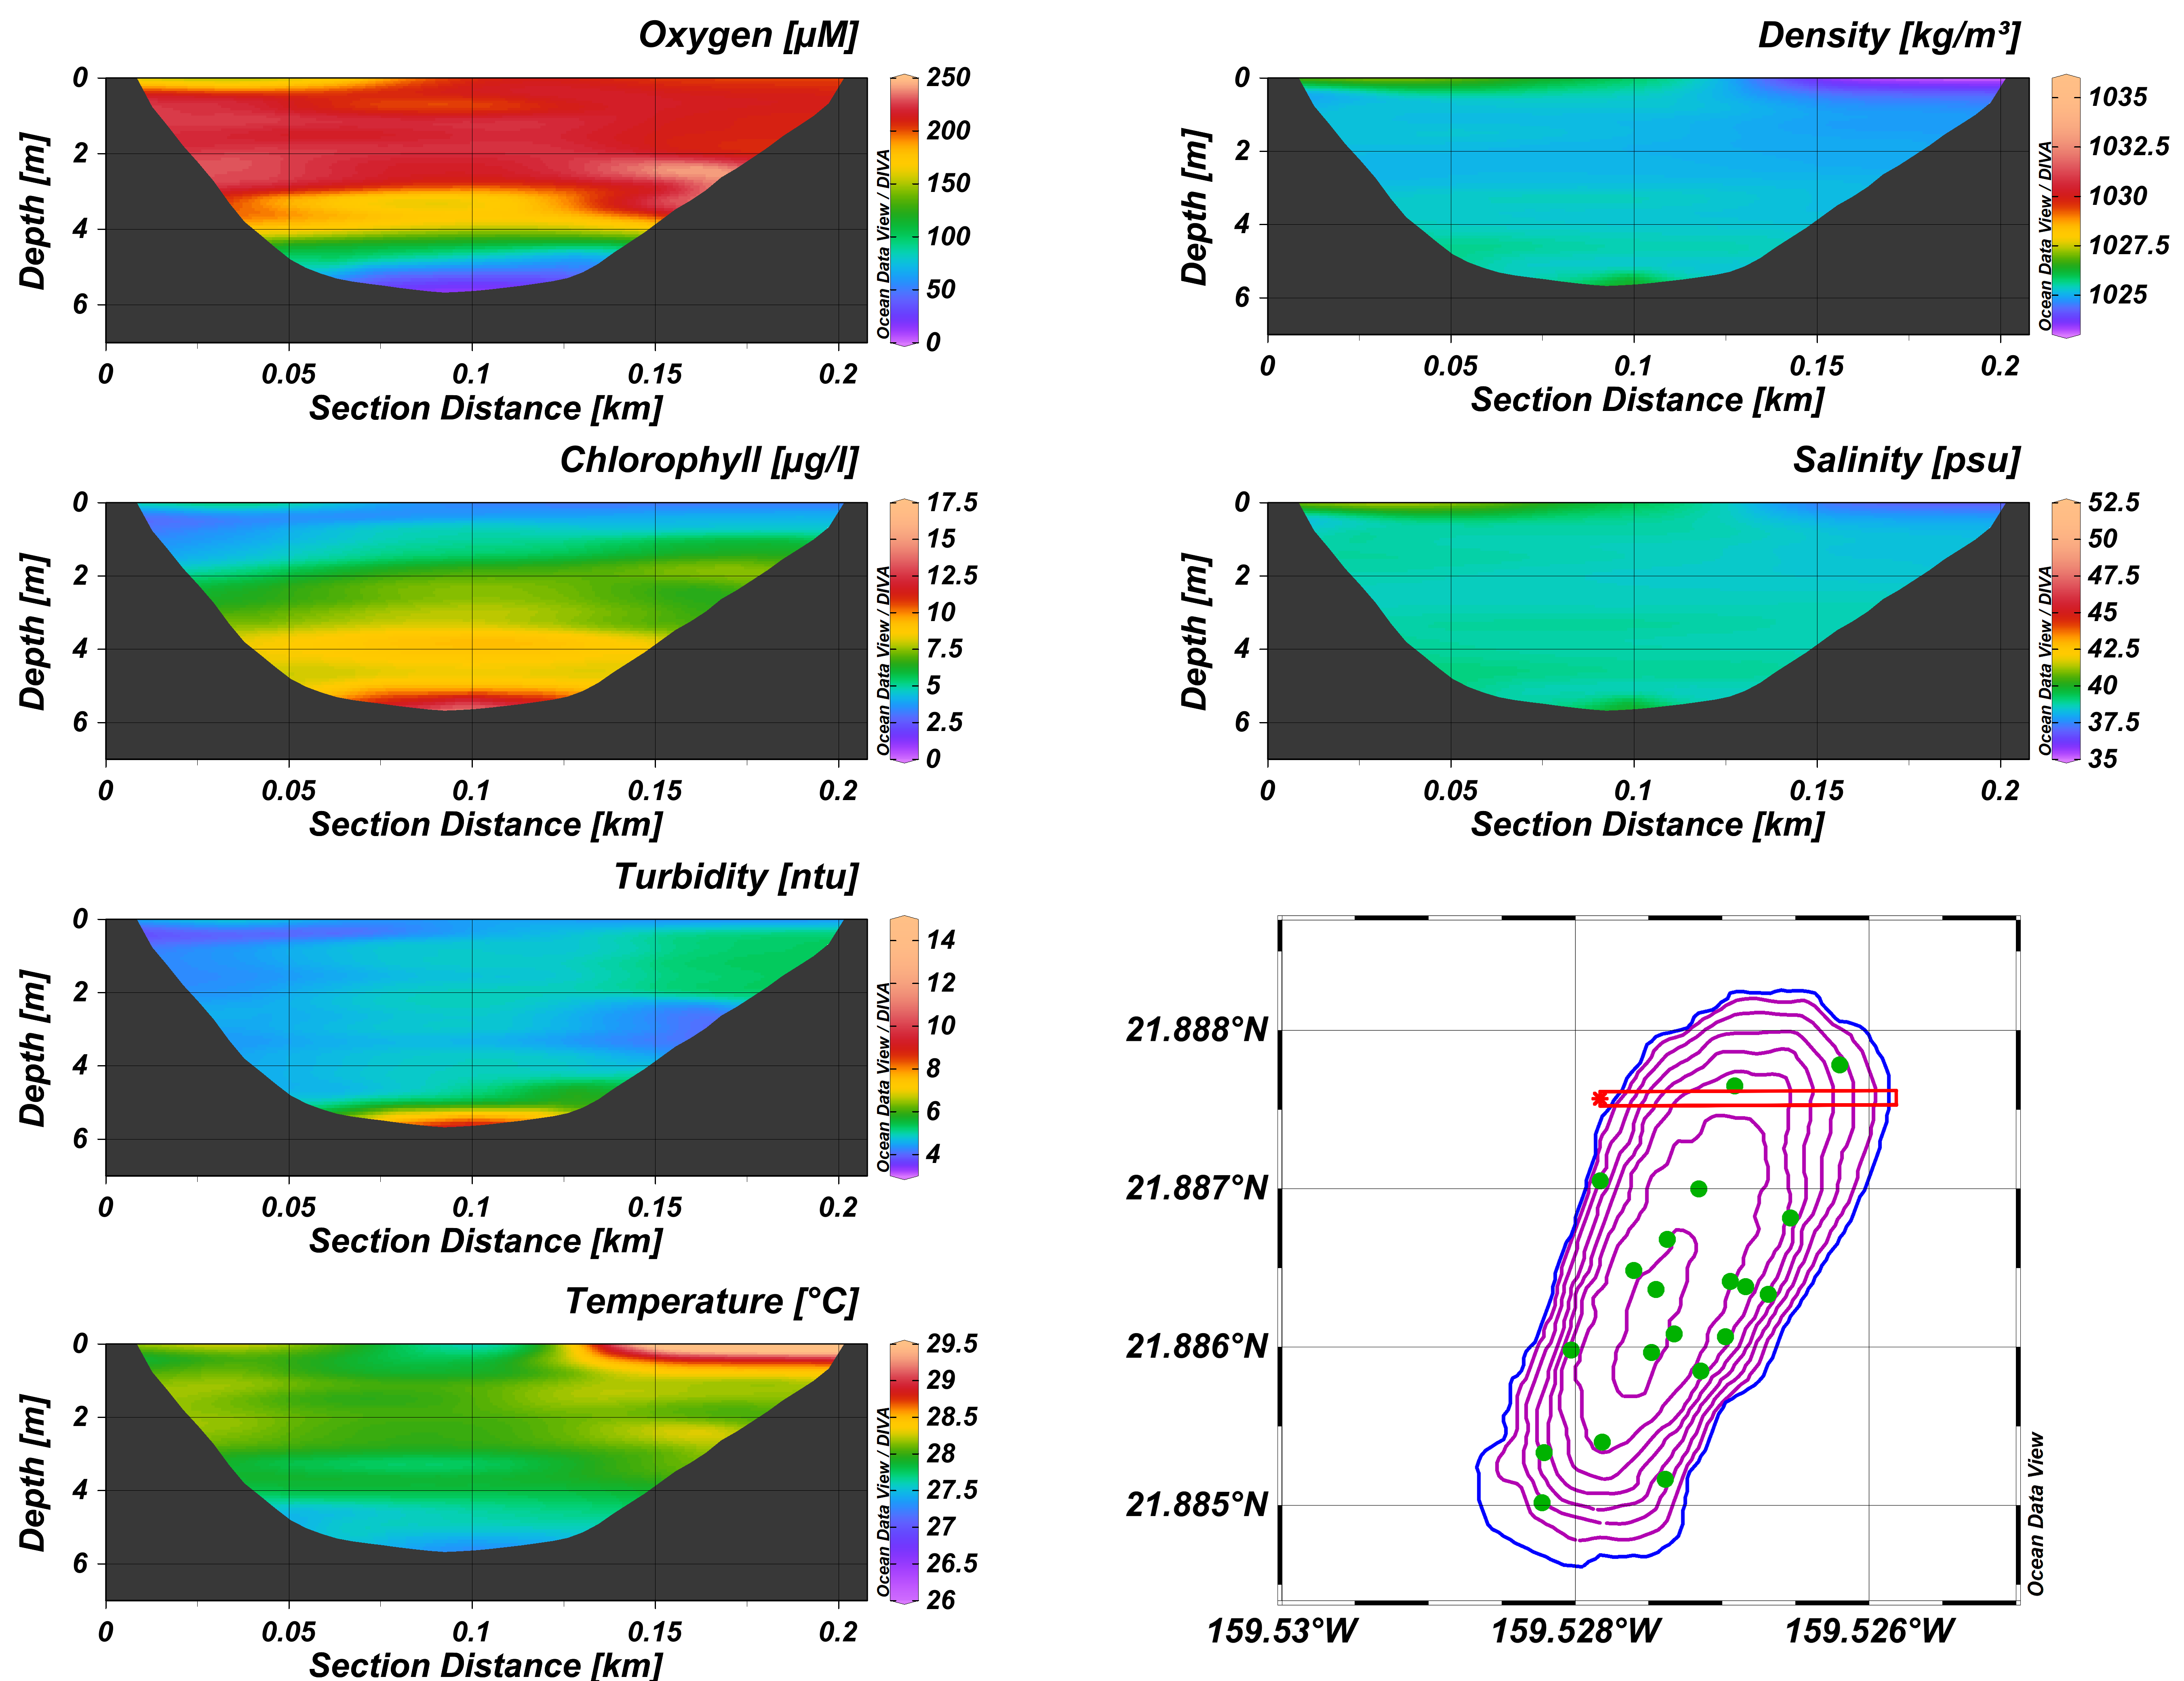 Oxygen [µM]
0
2
4
6
Depth [m]
0
0.05
0.1
0.15
0.2
Section Distance [km]
250
200
150
100
50
0
Ocean Data View / DIVA
Density [kg/m³]
0
2
4
6
Depth [m]
0
0.05
0.1
0.15
0.2
Section Distance [km]
1035
1032.5
1030
1027.5
1025
Ocean Data View / DIVA
Chlorophyll [µg/l]
0
2
4
6
Depth [m]
0
0.05
0.1
0.15
0.2
Section Distance [km]
17.5
15
12.5
10
7.5
5
2.5
0
Ocean Data View / DIVA
Salinity [psu]
0
2
4
6
Depth [m]
0
0.05
0.1
0.15
0.2
Section Distance [km]
52.5
50
47.5
45
42.5
40
37.5
35
Ocean Data View / DIVA
Turbidity [ntu]
0
2
4
6
Depth [m]
0
0.05
0.1
0.15
0.2
Section Distance [km]
14
12
10
8
6
4
Ocean Data View / DIVA
Temperature [°C]
0
2
4
6
Depth [m]
0
0.05
0.1
0.15
0.2
Section Distance [km]
29.5
29
28.5
28
27.5
27
26.5
26
Ocean Data View / DIVA
21.888°N
21.887°N
21.886°N
21.885°N
159.53°W
159.528°W
159.526°W
Ocean Data View